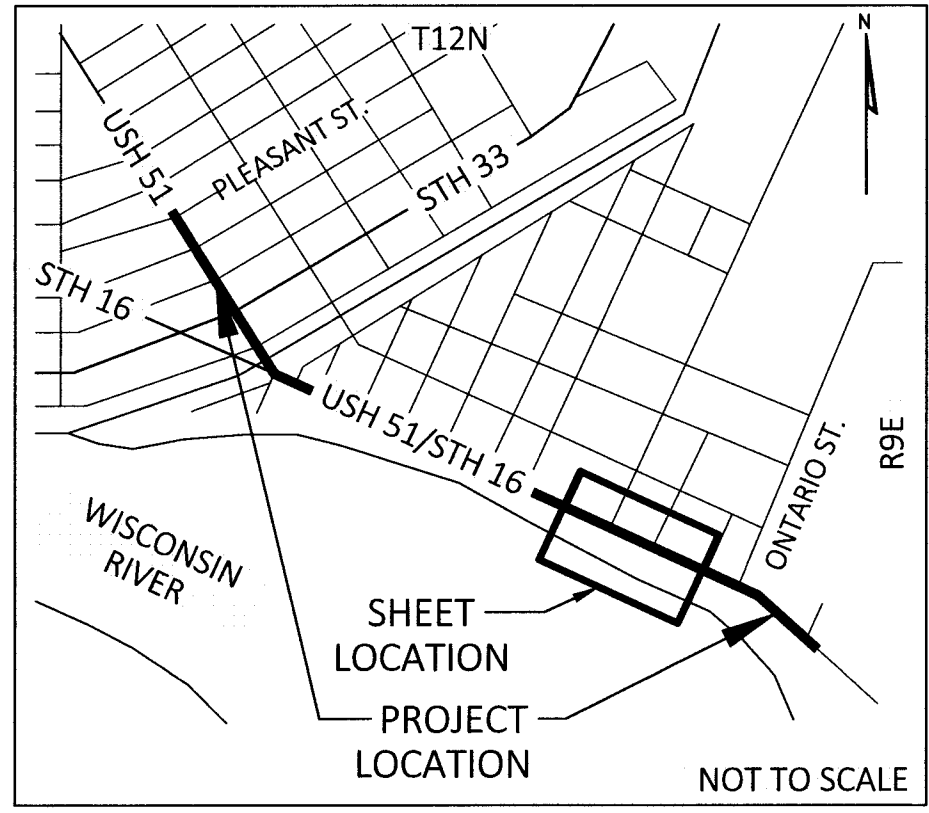 T12N
N
USH 51
PLEASANT ST.
STH 33
STH 16
USH 51/STH 16
ONTARIO ST.
R9E
WISCONSIN
RIVER
SHEET
LOCATION
PROJECT
LOCATION
NOT TO SCALE